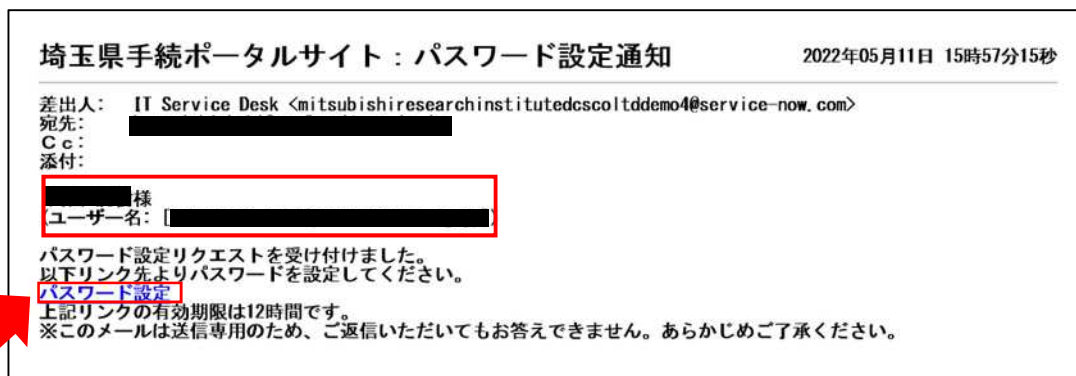 埼玉県手続ポータルサイト：パスワード設定通知 2022年05月11日 15時57分15秒
差出人： IT Service Desk <mitsubishiresearchinstitutedcscoltddemo4@service-now.com>
宛先：
Cc：
添付：
様
(ユーザー名： [
パスワード設定リクエストを受け付けました。
以下リンク先よりパスワードを設定してください。
パスワード設定
上記リンクの有効期限は12時間です。
※このメールは送信専用のため、ご返信いただいてもお答えできません。あらかじめご了承ください。